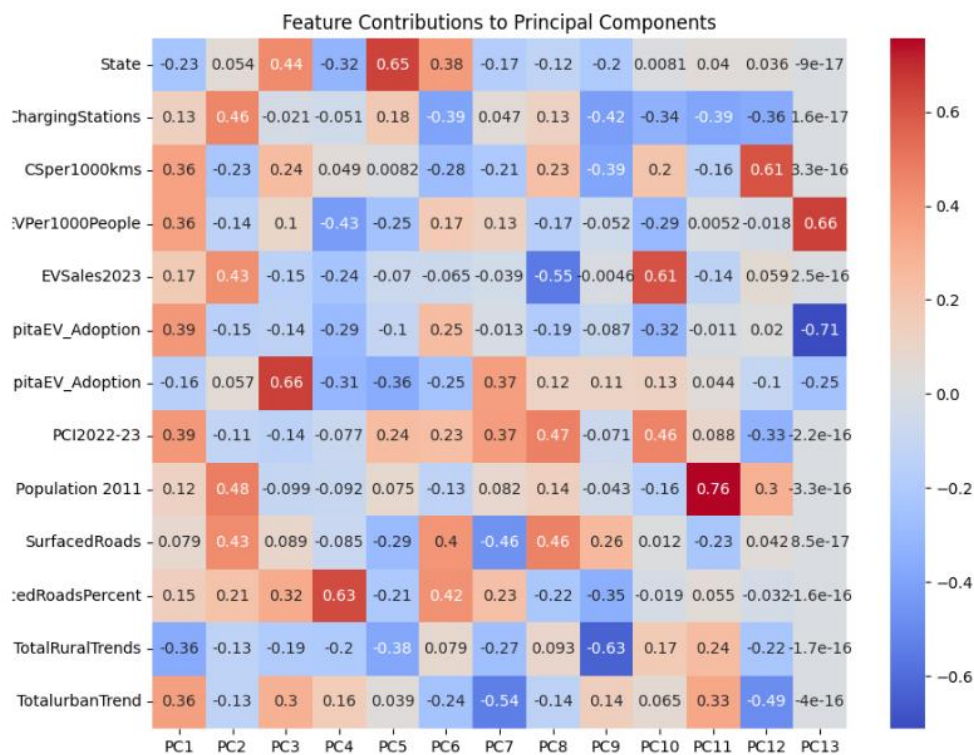 Feature Contributions to Principal Components
State -0.23 0.054 0.44 -0.32 0.65 0.38 -0.17 -0.12 -0.2 0.0081 0.04 0.036 -9e-17
ChargingStations 0.13 0.46 -0.021 -0.051 0.18 -0.39 0.047 0.13 -0.42 -0.34 -0.39 -0.36 1.6e-17
CSper1000kms 0.36 -0.23 0.24 0.049 0.0082 -0.28 -0.21 0.23 -0.39 0.2 -0.16 0.61 3.3e-16
EVPer1000People 0.36 -0.14 0.1 -0.43 -0.25 0.17 0.13 -0.17 -0.052 -0.29 0.0052 -0.018 0.66
EVSales2023 0.17 0.43 -0.15 -0.24 -0.07 -0.065 -0.039 -0.55 -0.0046 0.61 -0.14 0.059 2.5e-16
pitaEV_Adoption 0.39 -0.15 -0.14 -0.29 -0.1 0.25 -0.013 -0.19 -0.087 -0.32 -0.011 0.02 -0.71
pitaEV_Adoption -0.16 0.057 0.66 -0.31 -0.36 -0.25 0.37 0.12 0.11 0.13 0.044 -0.1 -0.25
PCI2022-23 0.39 -0.11 -0.14 -0.077 0.24 0.23 0.37 0.47 -0.071 0.46 0.088 -0.33 -2.2e-16
Population 2011 0.12 0.48 -0.099 -0.092 0.075 -0.13 0.082 0.14 -0.043 -0.16 0.76 0.3 -3.3e-16
SurfacedRoads 0.079 0.43 0.089 -0.085 -0.29 0.4 -0.46 0.46 0.26 0.012 -0.23 0.042 8.5e-17
cedRoadsPercent 0.15 0.21 0.32 0.63 -0.21 0.42 0.23 -0.22 -0.35 -0.019 0.055 -0.032 -1.6e-16
TotalRuralTrends -0.36 -0.13 -0.19 -0.2 -0.38 0.079 -0.27 0.093 -0.63 0.17 0.24 -0.22 -1.7e-16
TotalurbanTrend 0.36 -0.13 0.3 0.16 0.039 -0.24 -0.54 -0.14 0.14 0.065 0.33 -0.49 -4e-16
PC1 PC2 PC3 PC4 PC5 PC6 PC7 PC8 PC9 PC10 PC11 PC12 PC13
0.6
0.4
0.2
0.0
-0.2
-0.4
-0.6